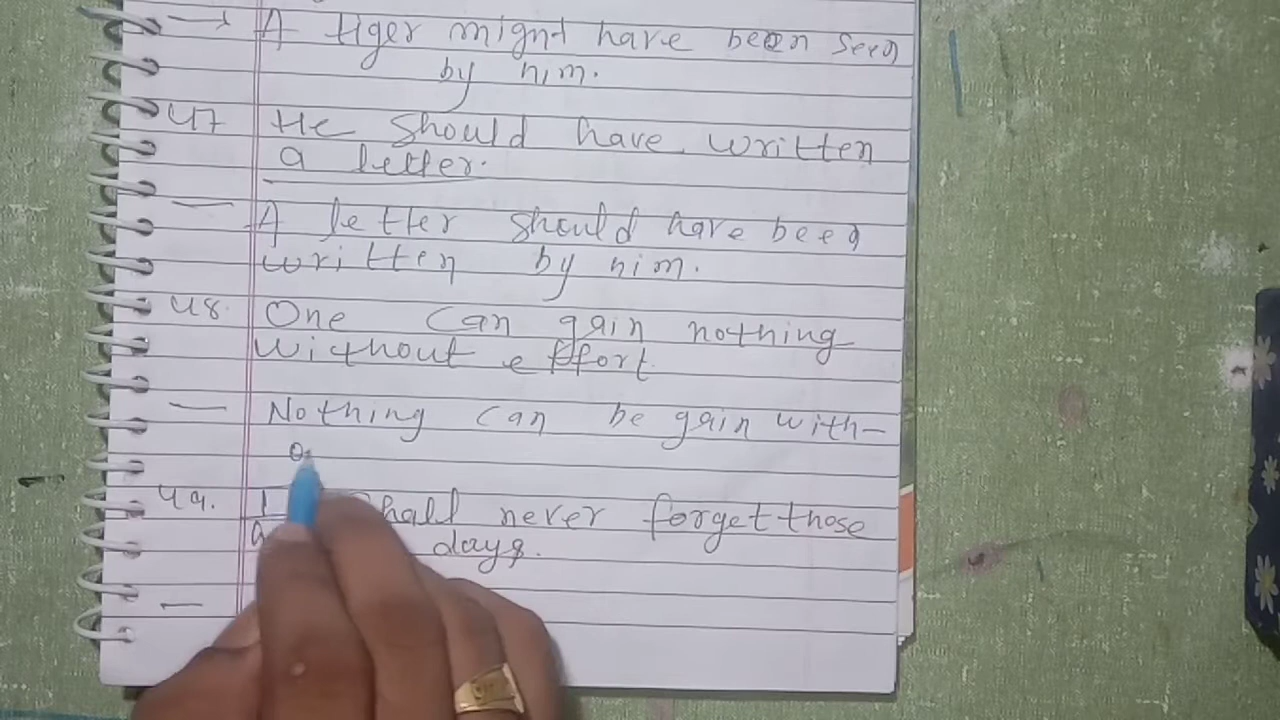 → A tiger might have been seen
by him.
47 He should have written
a letter.
— A letter should have been
written by him.
48. One can gain nothing
without effort.
— Nothing can be gain with-
49. I shall never forget those
days.
—